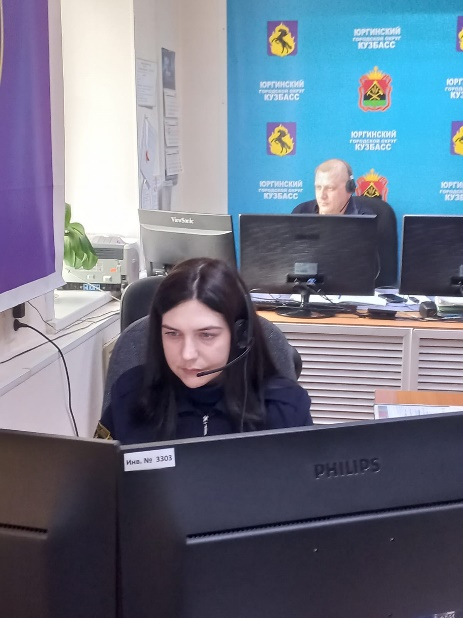 ЮРГИНСКИЙ
ГОРОДСКОЙ ОКРУГ
КУЗБАСС
ЮРГИНСКИЙ
ГОРОДСКОЙ ОКРУГ
КУЗБАСС
ЮРГИНСКИЙ
ГОРОДСКОЙ ОКРУГ
КУЗБАСС
ЮРГИНСКИЙ
ГОРОДСКОЙ ОКРУГ
КУЗБАСС
ViewSonic
Инв. № 3303
PHILIPS